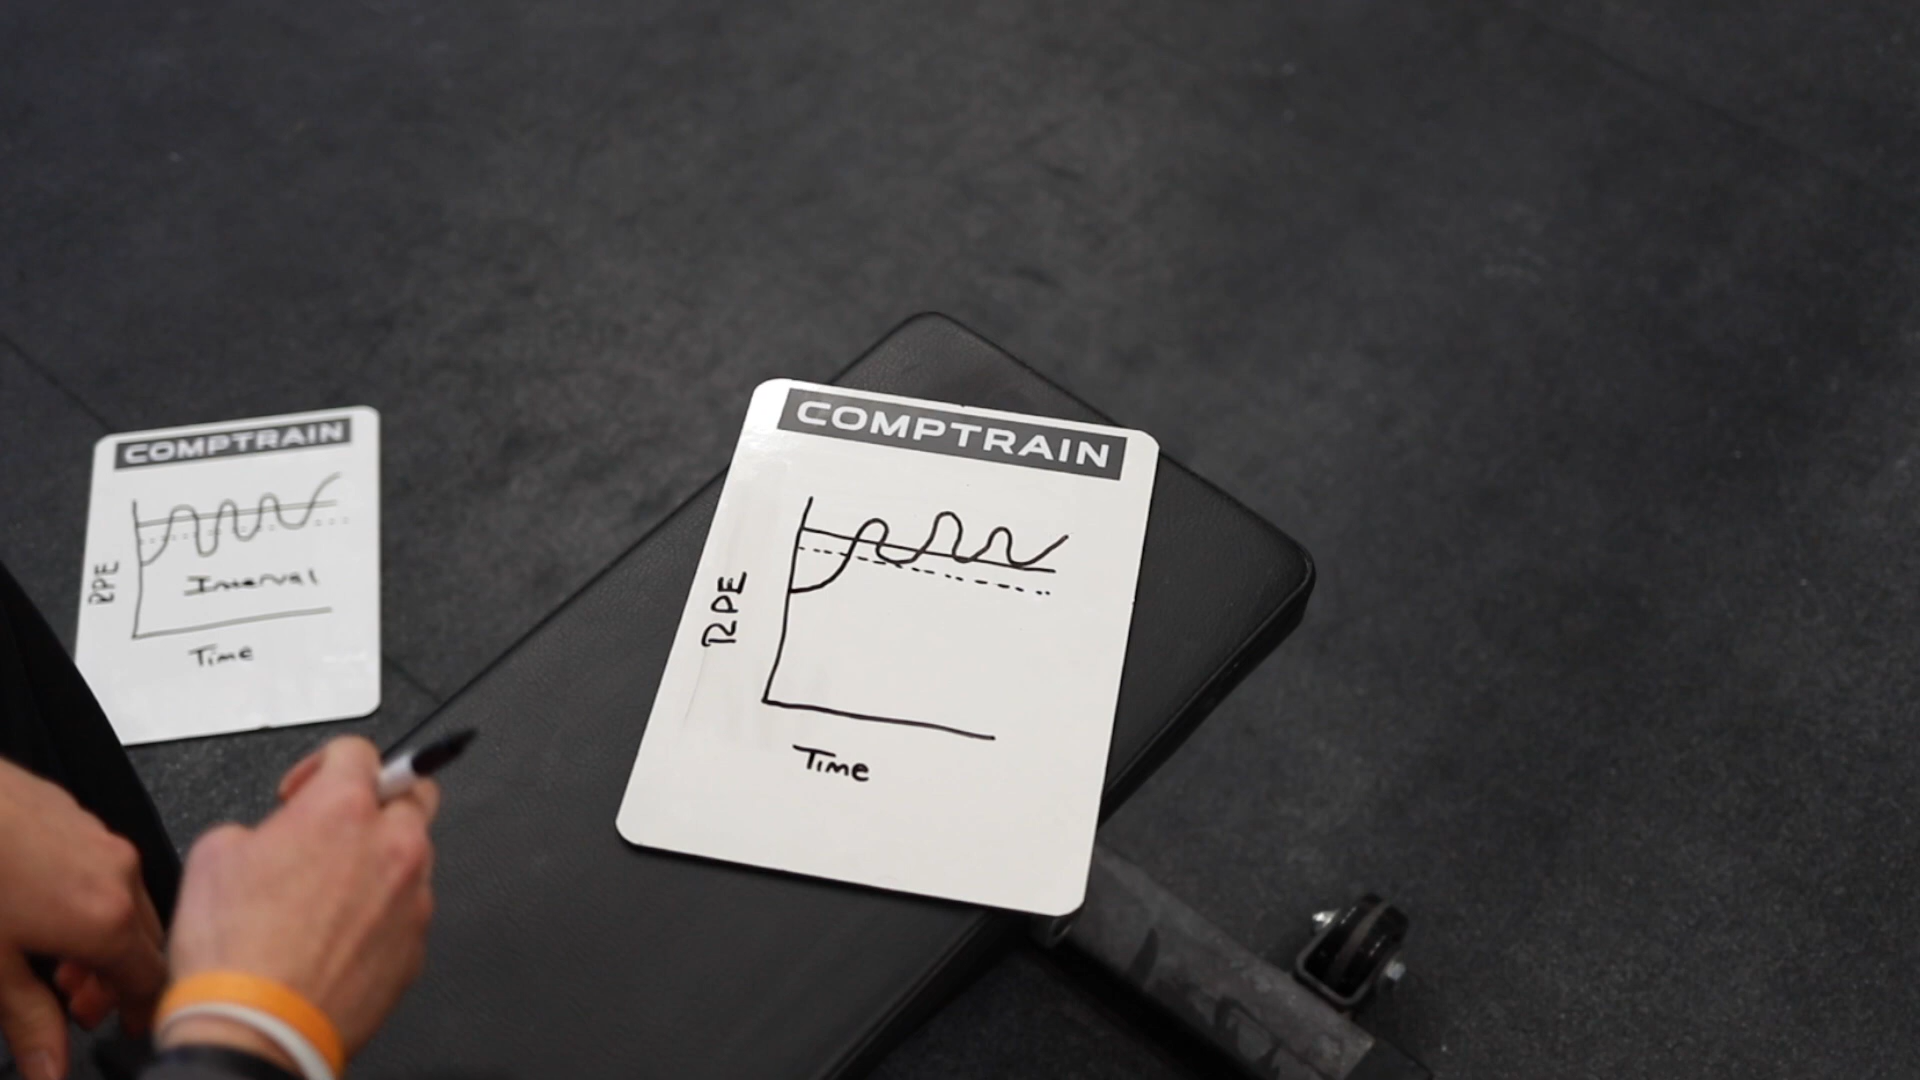 COMPTRAIN
RPE
Interval
Time
COMPTRAIN
RPE
Time